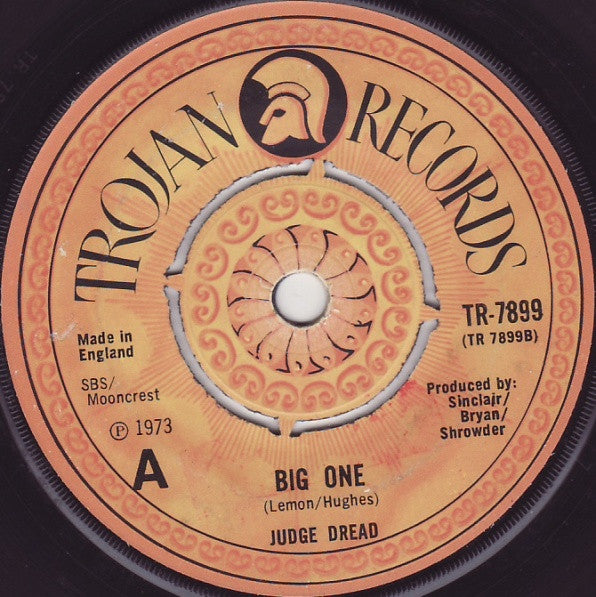 TROJAN RECORDS
TR-7899
(TR 7899B)
Made in
England
SBS/
Mooncrest
Ⓟ 1973
A
Produced by:
Sinclair/
Bryan/
Shrowder
BIG ONE
(Lemon/Hughes)
JUDGE DREAD